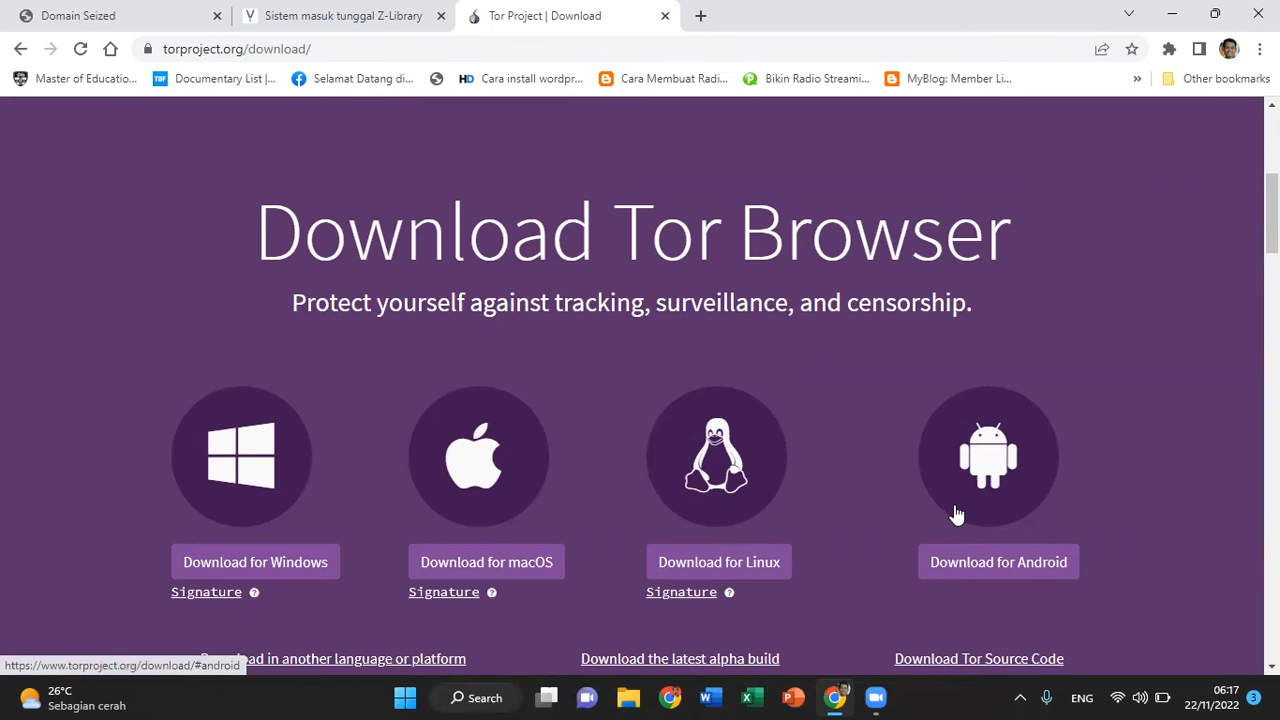 Domain Seized
Sistem masuk tunggal Z-Library
Tor Project | Download
torproject.org/download/
Master of Educatio...
Documentary List |...
Selamat Datang di...
HD
Cara install wordpr...
Cara Membuat Radi...
Bikin Radio Streami...
MyBlog: Member Li...
»
Other bookmarks
Download Tor Browser
Protect yourself against tracking, surveillance, and censorship.
Download for Windows
Download for macOS
Download for Linux
Download for Android
Signature ?
Signature ?
Signature ?
https://www.torproject.org/download/#android
ad in another language or platform
Download the latest alpha build
Download Tor Source Code
26°C
Sebagian cerah
Search
ENG
06:17
22/11/2022
3